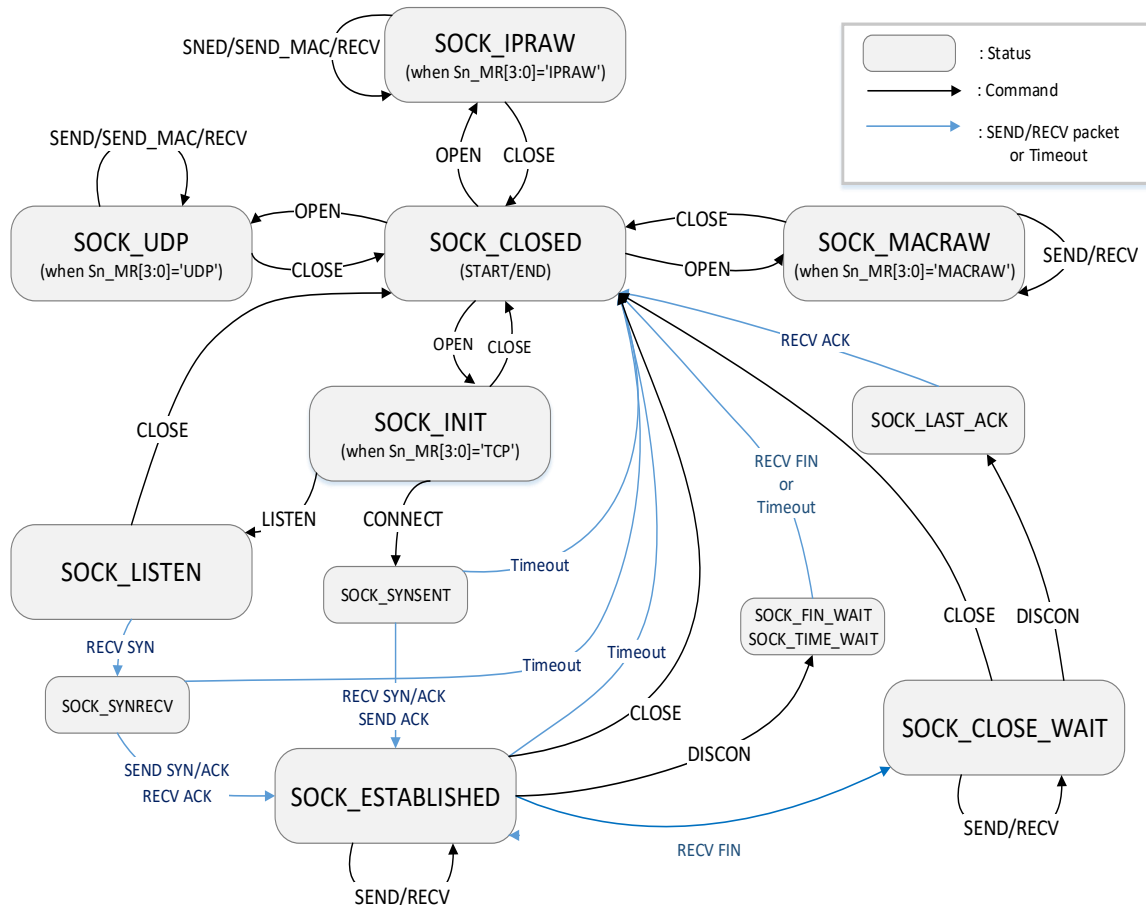 SNED/SEND_MAC/RECV
SOCK_IPRAW
(when Sn_MR[3:0]='IPRAW')
: Status
: Command
: SEND/RECV packet
or Timeout
SEND/SEND_MAC/RECV
OPEN
CLOSE
OPEN
CLOSE
SOCK_UDP
(when Sn_MR[3:0]='UDP')
CLOSE
SOCK_CLOSED
(START/END)
OPEN
SOCK_MACRAW
(when Sn_MR[3:0]='MACRAW')
SEND/RECV
OPEN
CLOSE
RECV ACK
SOCK_INIT
(when Sn_MR[3:0]='TCP')
SOCK_LAST_ACK
CLOSE
RECV FIN
or
Timeout
LISTEN
CONNECT
SOCK_LISTEN
Timeout
SOCK_SYNSENT
SOCK_FIN_WAIT
SOCK_TIME_WAIT
CLOSE
DISCON
RECV SYN
Timeout
Timeout
SOCK_SYNRECV
RECV SYN/ACK
SEND ACK
CLOSE
SOCK_CLOSE_WAIT
DISCON
SEND SYN/ACK
RECV ACK
SOCK_ESTABLISHED
SEND/RECV
RECV FIN
SEND/RECV